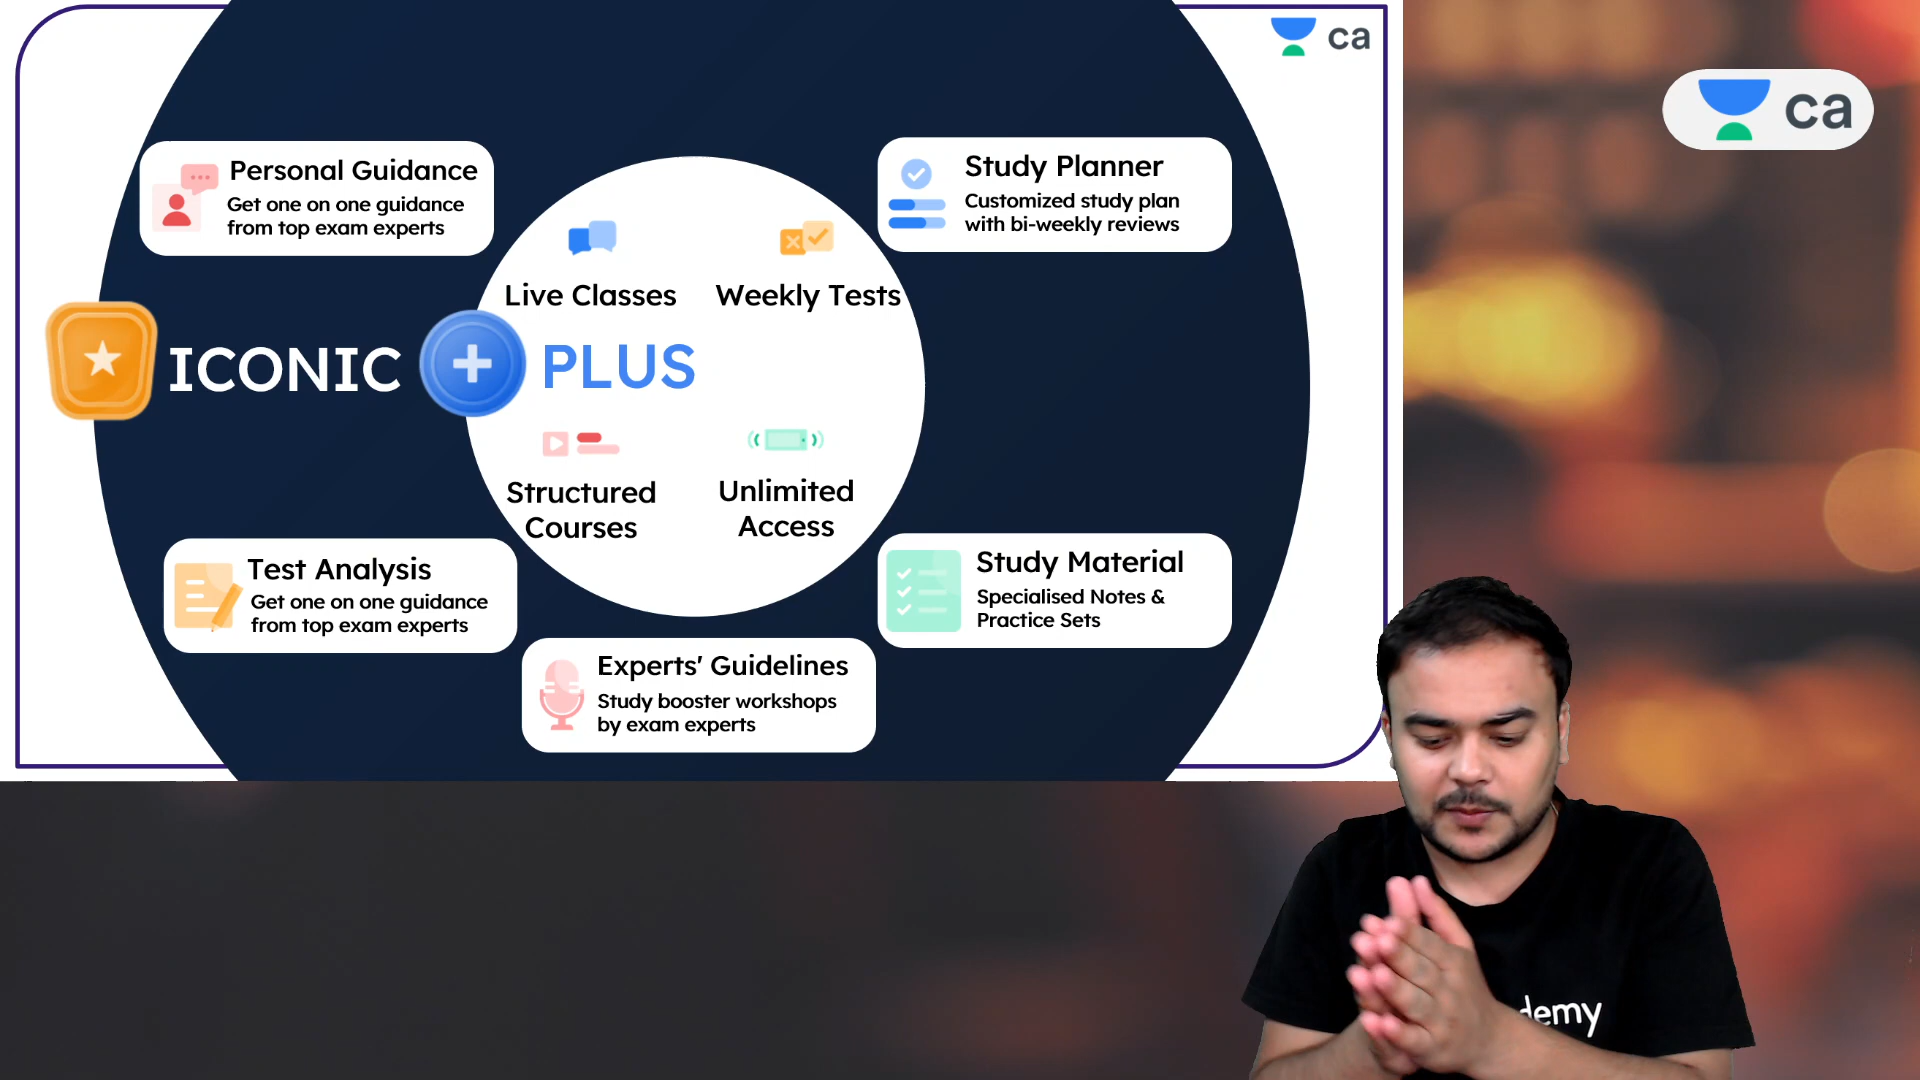 ca
ca
Personal Guidance
Get one on one guidance
from top exam experts
Study Planner
Customized study plan
with bi-weekly reviews
Live Classes
Weekly Tests
ICONIC
PLUS
Structured
Courses
Unlimited
Access
Test Analysis
Get one on one guidance
from top exam experts
Study Material
Specialised Notes &
Practice Sets
Experts' Guidelines
Study booster workshops
by exam experts
demy